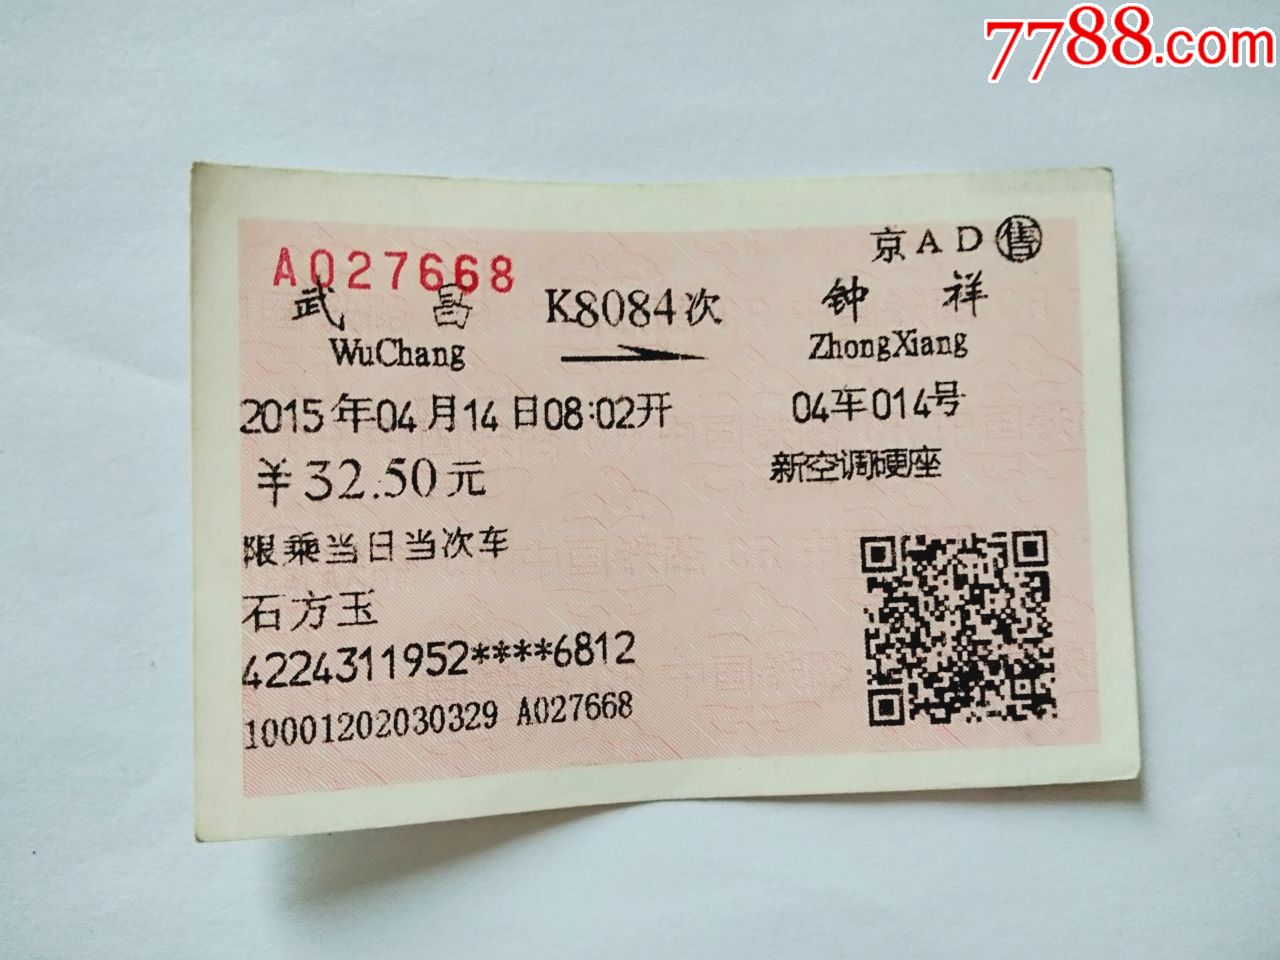 7788.com
京 A D 售
A027668
武 昌 K8084次 钟 祥
WuChang ZhongXiang
2015年04月14日08:02开 04车014号
¥32.50元 新空调硬座
限乘当日当次车
石方玉
4224311952****6812
10001202030329 A027668